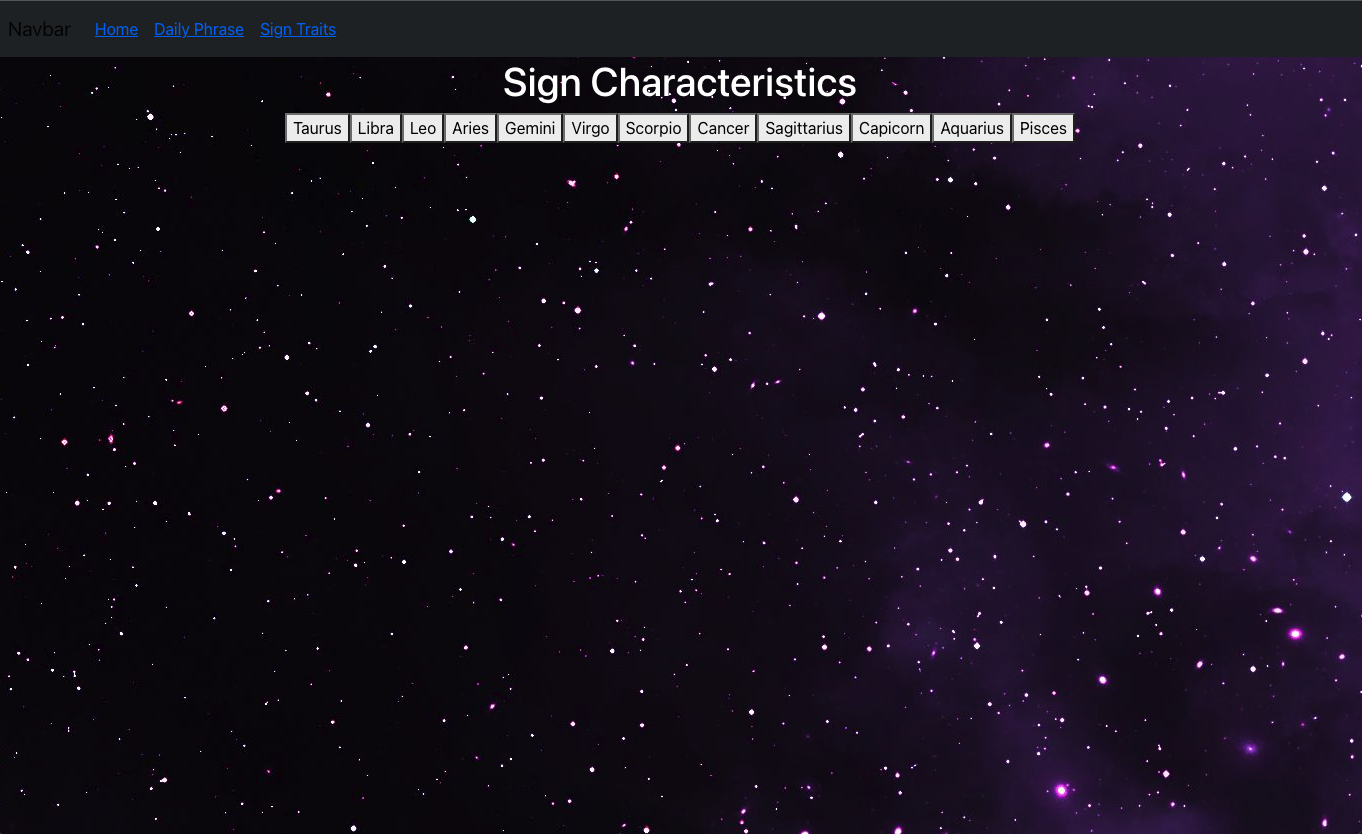 Navbar Home Daily Phrase Sign Traits
Sign Characteristics
Taurus Libra Leo Aries Gemini Virgo Scorpio Cancer Sagittarius Capicorn Aquarius Pisces